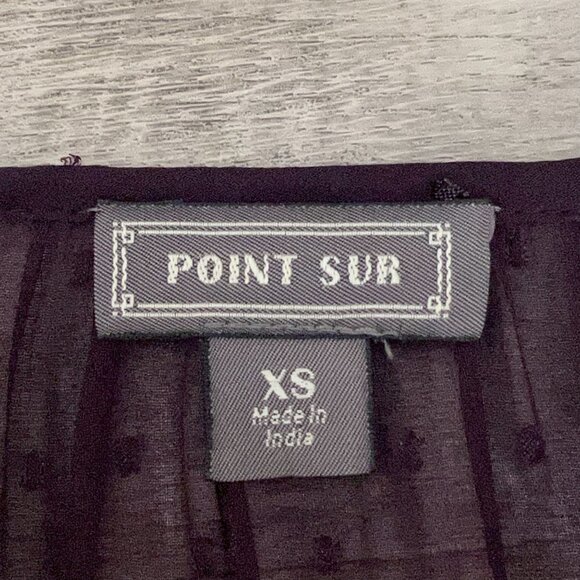 POINT SUR
XS
Made In
India